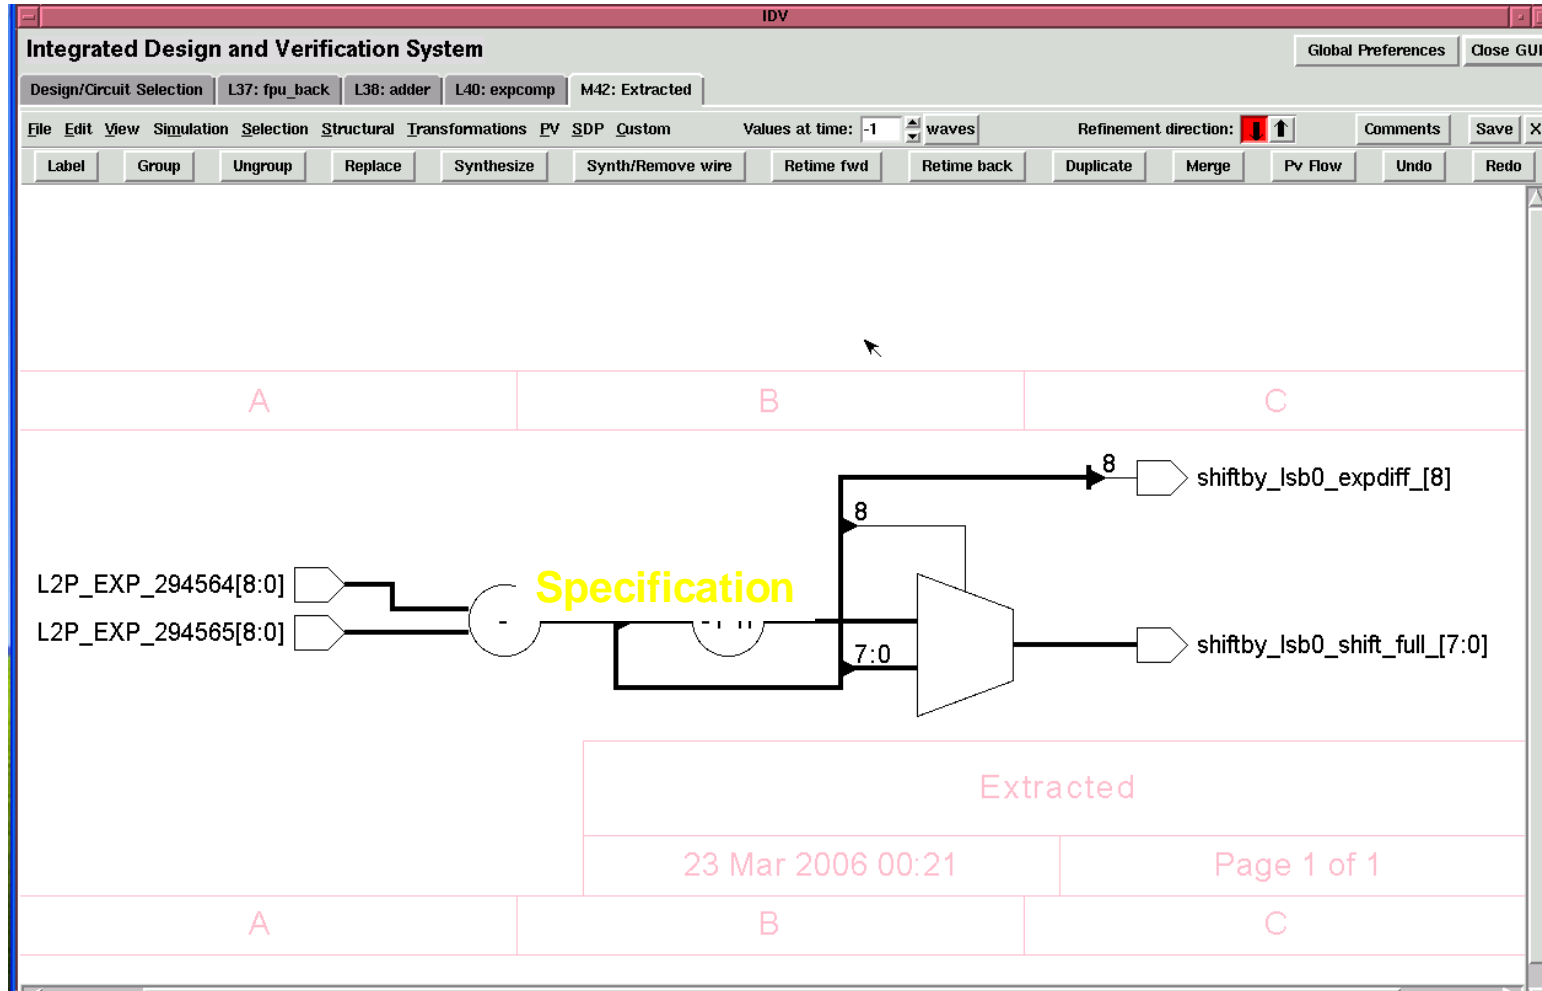 IDV
Integrated Design and Verification System
Global Preferences Close GUI
Design/Circuit Selection L37: fpu_back L38: adder L40: expcomp M42: Extracted
File Edit View Simulation Selection Structural Transformations PV SDP Custom Values at time: -1 waves Refinement direction: Comments Save X
Label Group Ungroup Replace Synthesize Synth/Remove wire Retime fwd Retime back Duplicate Merge Pv Flow Undo Redo
A B C
8 shiftby_lsb0_expdiff_[8]
8
L2P_EXP_294564[8:0] Specification
L2P_EXP_294565[8:0] -
7:0 shiftby_lsb0_shift_full_[7:0]
Extracted
23 Mar 2006 00:21 Page 1 of 1
A B C